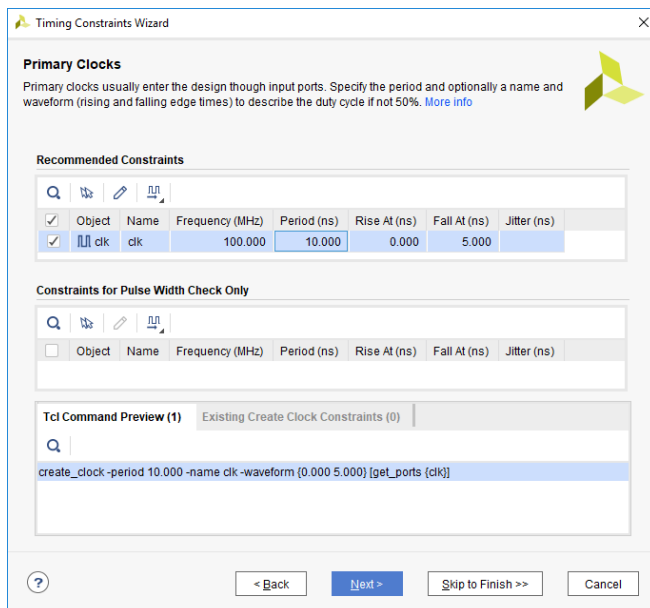 Timing Constraints Wizard
Primary Clocks
Primary clocks usually enter the design though input ports. Specify the period and optionally a name and
waveform (rising and falling edge times) to describe the duty cycle if not 50%. More info
Recommended Constraints
Object Name Frequency (MHz) Period (ns) Rise At (ns) Fall At (ns) Jitter (ns)
clk clk 100.000 10.000 0.000 5.000
Constraints for Pulse Width Check Only
Object Name Frequency (MHz) Period (ns) Rise At (ns) Fall At (ns) Jitter (ns)
Tcl Command Preview (1) Existing Create Clock Constraints (0)
create_clock -period 10.000 -name clk -waveform {0.000 5.000} [get_ports {clk}]
? < Back Next > Skip to Finish >> Cancel